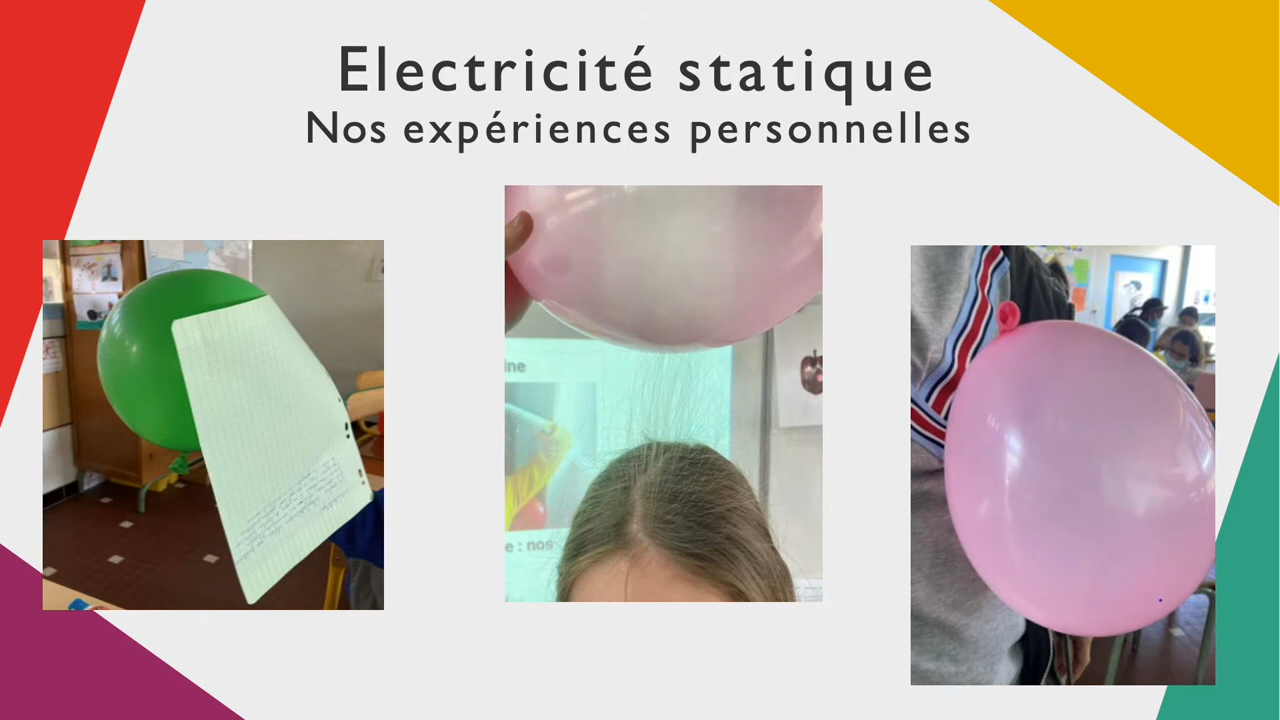 Electricité statique
Nos expériences personnelles
ine
e : nos